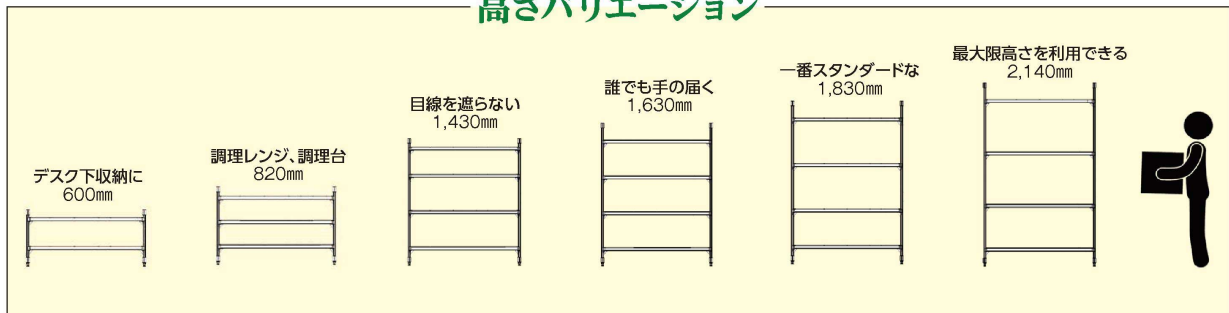 高さバリエーション
デスク下収納に
600㎜
調理レンジ、調理台
820㎜
目線を遮らない
1,430㎜
誰でも手の届く
1,630㎜
一番スタンダードな
1,830㎜
最大限高さを利用できる
2,140㎜